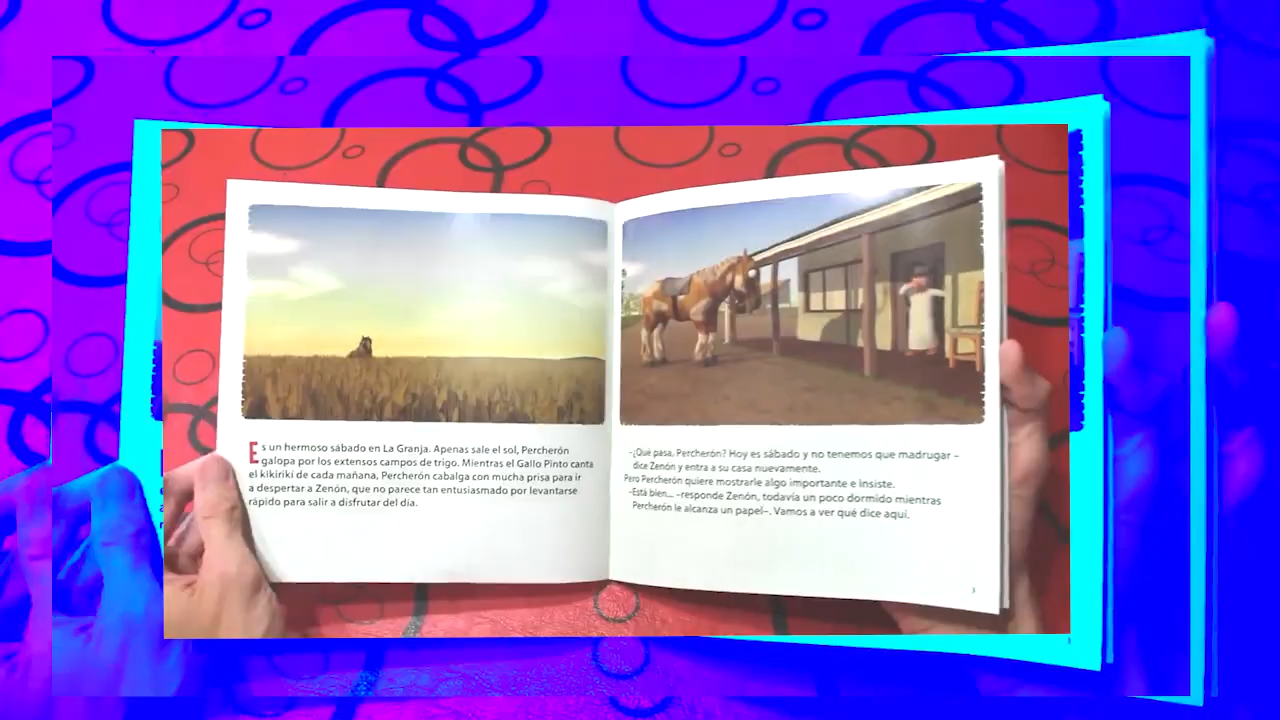 Es un hermoso sábado en La Granja. Apenas sale el sol, Percherón
galopa por los extensos campos de trigo. Mientras el Gallo Pinto canta
el kikirikí de cada mañana, Percherón cabalga con mucha prisa para ir
a despertar a Zenón, que no parece tan entusiasmado por levantarse
rápido para salir a disfrutar del día.
–¿Qué pasa, Percherón? Hoy es sábado y no tenemos que madrugar –
dice Zenón y entra a su casa nuevamente.
Pero Percherón quiere mostrarle algo importante e insiste.
–Está bien... –responde Zenón, todavía un poco dormido mientras
Percherón le alcanza un papel–. Vamos a ver qué dice aquí.
3